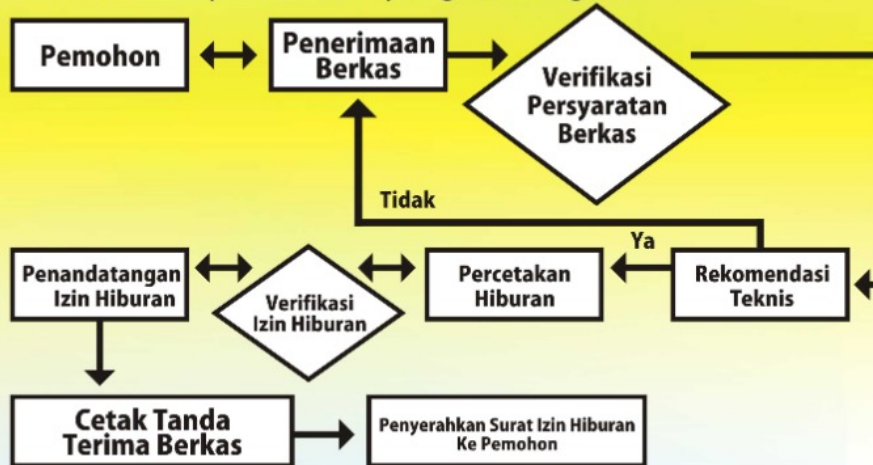 Pemohon
Penerimaan
Berkas
Verifikasi
Persyaratan
Berkas
Tidak
Ya
Penandatangan
Izin Hiburan
Verifikasi
Izin Hiburan
Percetakan
Hiburan
Rekomendasi
Teknis
Cetak Tanda
Terima Berkas
Penyerahkan Surat Izin Hiburan
Ke Pemohon